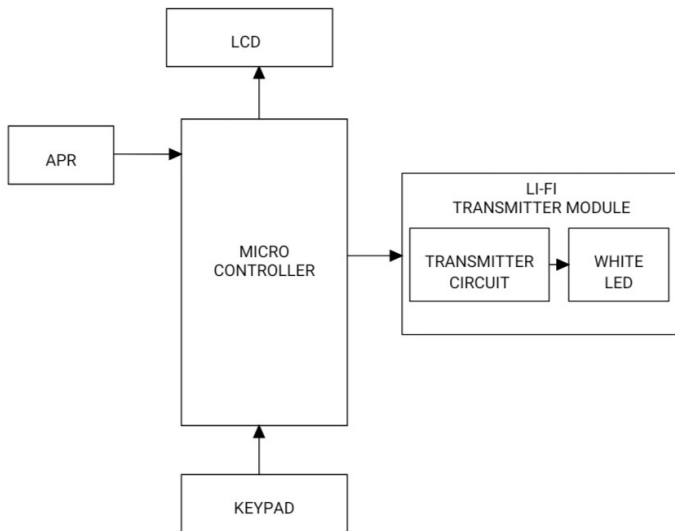 LCD
APR
MICRO
CONTROLLER
LI-FI
TRANSMITTER MODULE
TRANSMITTER
CIRCUIT
WHITE
LED
KEYPAD